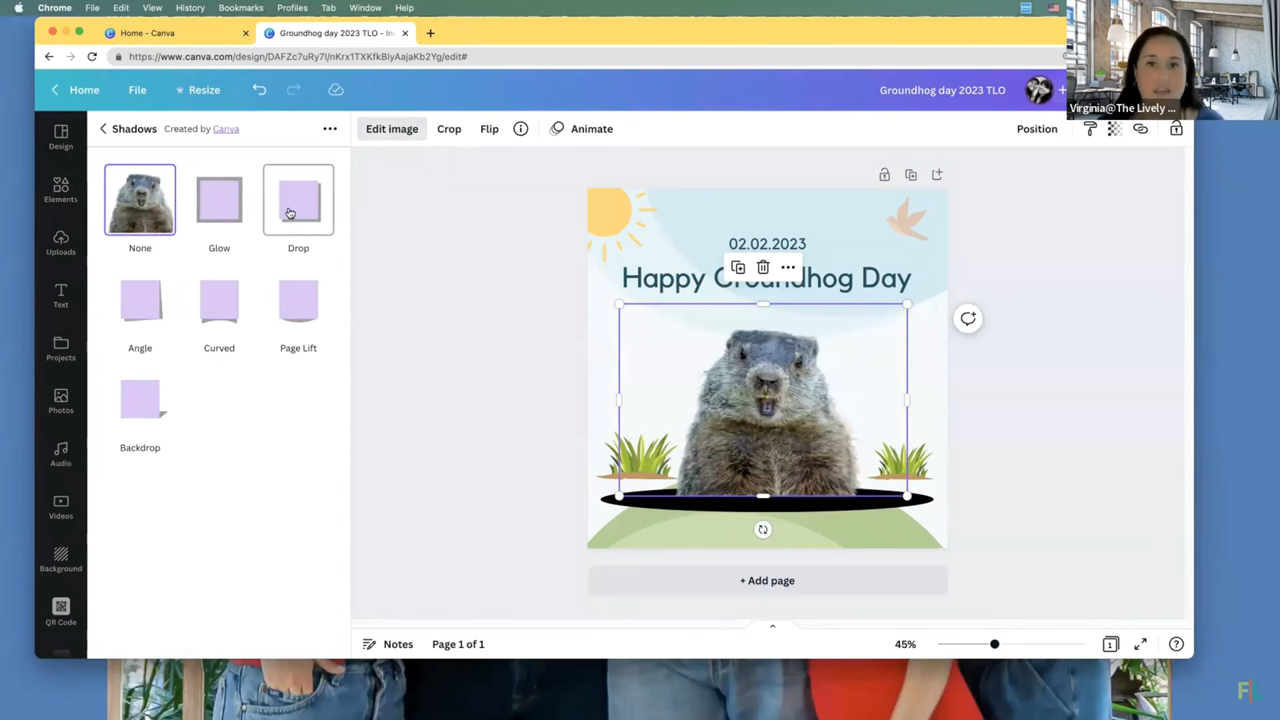 Chrome File Edit View History Bookmarks Profiles Tab Window Help
Home - Canva
Groundhog day 2023 TLO - In
https://www.canva.com/design/DAFZc7uRy7I/nKrx1TXKfkBIyAajaKb2Yg/edit#
Home File Resize
Groundhog day 2023 TLO
Virginia@The Lively ...
Shadows Created by Canva
Edit image Crop Flip Animate Position
Design
Elements
Uploads
Text
Projects
Photos
Audio
Videos
Background
QR Code
None Glow Drop
Angle Curved Page Lift
Backdrop
02.02.2023
Happy Groundhog Day
+ Add page
Notes Page 1 of 1 45% 1
FL